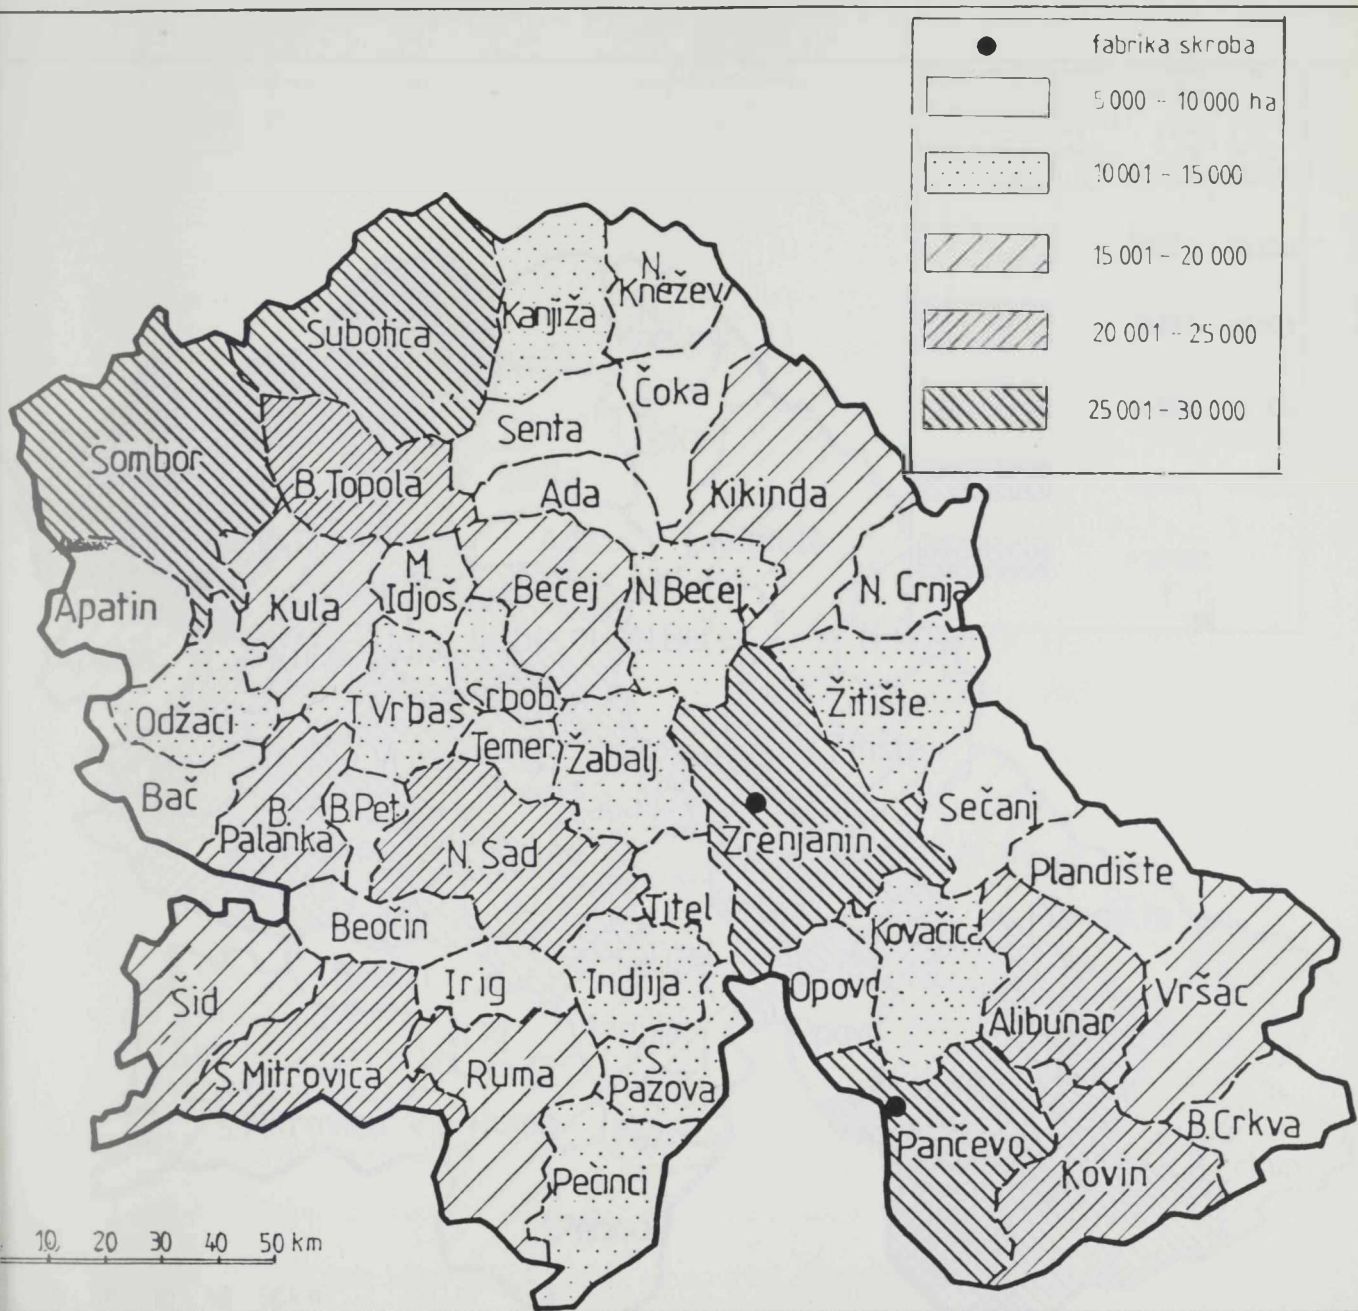 fabrika skroba
5 000 - 10 000 ha
10 001 - 15 000
15 001 - 20 000
20 001 - 25 000
25 001 - 30 000
N.
Knežev
Kanjiža
Subotica
Čoka
Senta
Sombor
B. Topola
Ada
Kikinda
M.
Idjoš
Bečej
N. Bečej
N. Crnja
Apatin
Kula
Odžaci
T. Vrbas
Srbob.
Žitište
Temer.
Žabalj
Bač
B.
Palanka
B. Pet.
N. Sad
Zrenjanin
Sečanj
Plandište
Titel
Beočin
Kovačica
Šid
Irig
Indjija
Opovo
Alibunar
Vršac
S. Mitrovica
Ruma
S.
Pazova
Pančevo
B. Crkva
Pećinci
Kovin
10 20 30 40 50 km